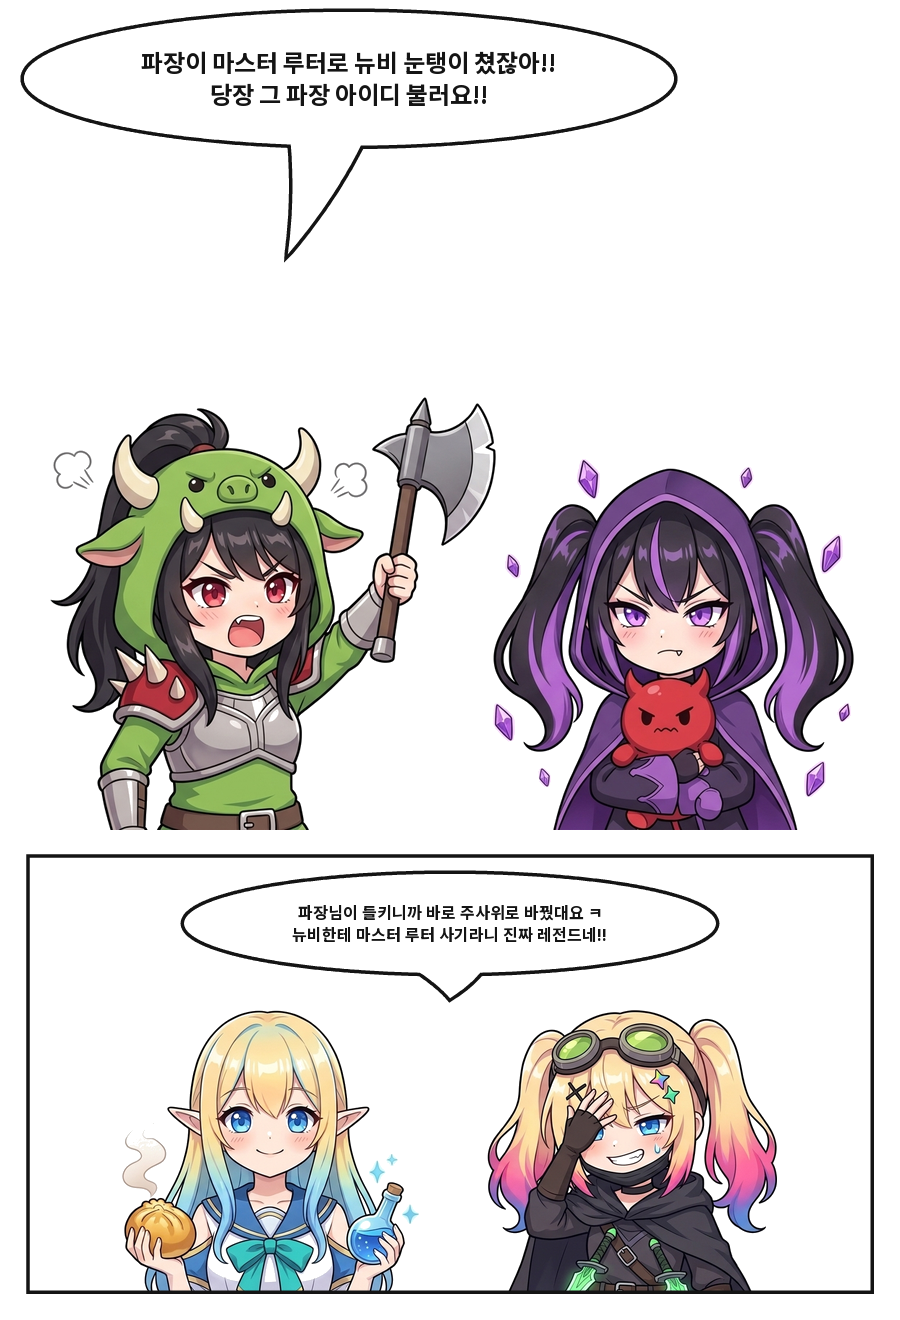 파장이 마스터 루터로 뉴비 눈탱이 쳤잖아!!
당장 그 파장 아이디 불러요!!
파장님이 들키니까 바로 주사위로 바꿨대요 ㅋ
뉴비한테 마스터 루터 사기라니 진짜 레전드네!!